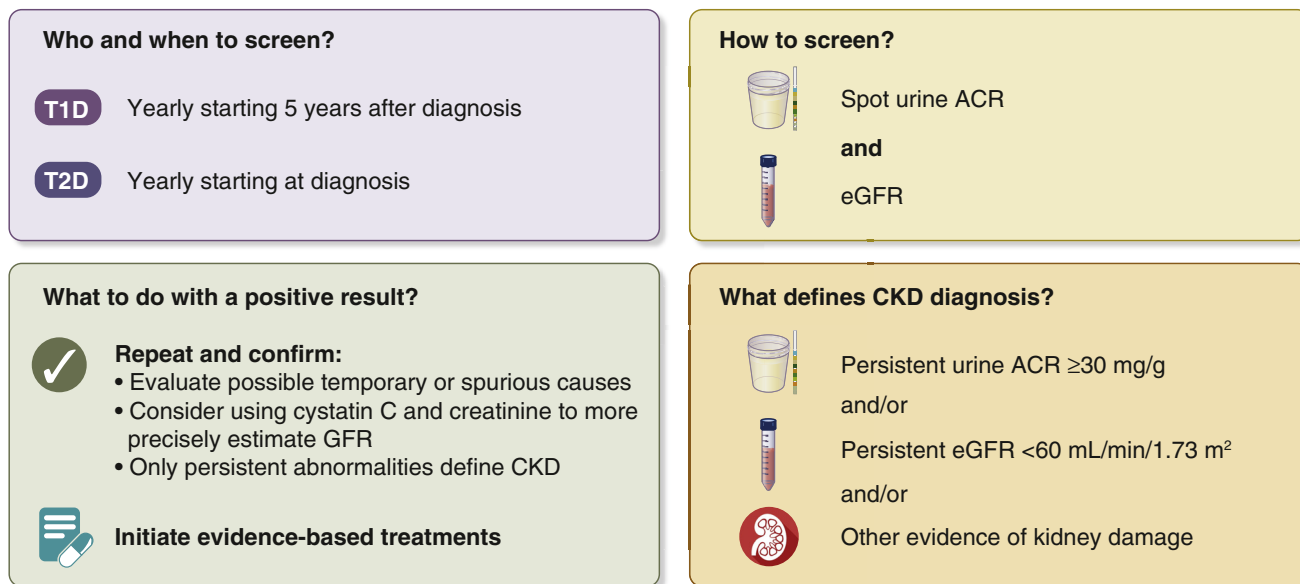 Who and when to screen?
T1D Yearly starting 5 years after diagnosis
T2D Yearly starting at diagnosis
How to screen?
Spot urine ACR
and
eGFR
What to do with a positive result?
Repeat and confirm:
• Evaluate possible temporary or spurious causes
• Consider using cystatin C and creatinine to more
precisely estimate GFR
• Only persistent abnormalities define CKD
Initiate evidence-based treatments
What defines CKD diagnosis?
Persistent urine ACR ≥30 mg/g
and/or
Persistent eGFR <60 mL/min/1.73 m²
and/or
Other evidence of kidney damage